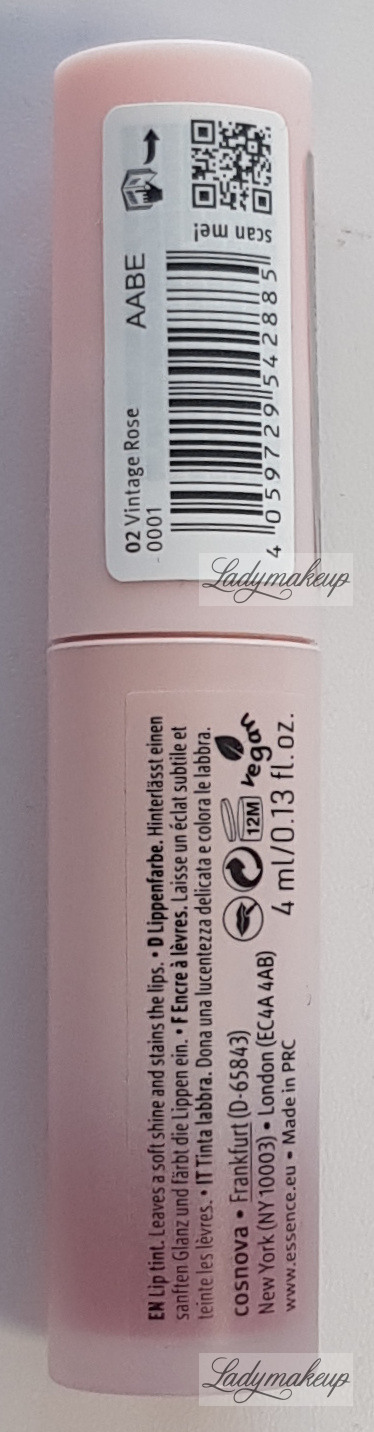 02 Vintage Rose
0001
AABE
scan me!
4 059729 542885
Ladymakeup
EN Lip tint. Leaves a soft shine and stains the lips. • D Lippenfarbe. Hinterlässt einen
sanften Glanz und färbt die Lippen ein. • F Encre à lèvres. Laisse un éclat subtile et
teinte les lèvres. • IT Tinta labbra. Dona una lucentezza delicata e colora le labbra.
cosnova • Frankfurt (D-65843)
New York (NY 10003) • London (EC4A 4AB)
www.essence.eu • Made in PRC
12M
vegan
4 ml/0.13 fl.oz.
Ladymakeup